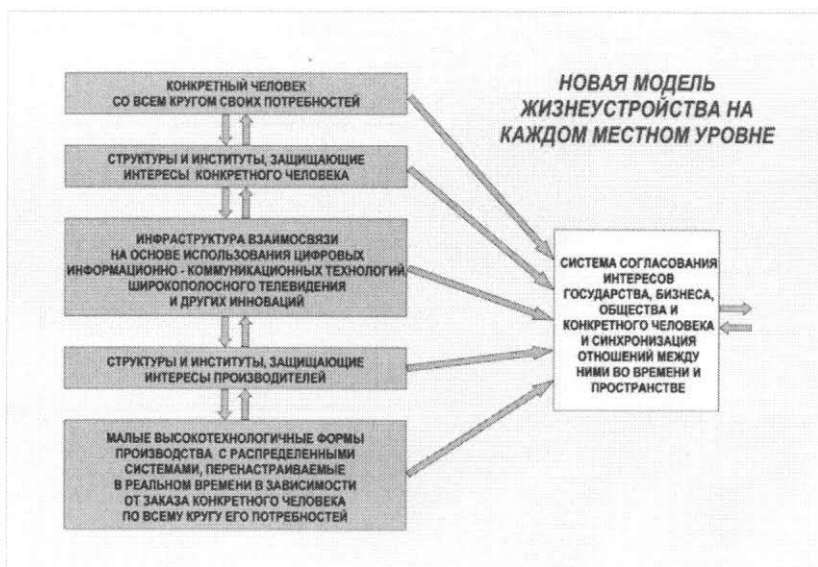 НОВАЯ МОДЕЛЬ
ЖИЗНЕУСТРОЙСТВА НА
КАЖДОМ МЕСТНОМ УРОВНЕ
КОНКРЕТНЫЙ ЧЕЛОВЕК
СО ВСЕМ КРУГОМ СВОИХ ПОТРЕБНОСТЕЙ
СТРУКТУРЫ И ИНСТИТУТЫ, ЗАЩИЩАЮЩИЕ
ИНТЕРЕСЫ КОНКРЕТНОГО ЧЕЛОВЕКА
ИНФРАСТРУКТУРА ВЗАИМОСВЯЗИ
НА ОСНОВЕ ИСПОЛЬЗОВАНИЯ ЦИФРОВЫХ
ИНФОРМАЦИОННО - КОММУНИКАЦИОННЫХ ТЕХНОЛОГИЙ,
ШИРОКОПОЛОСНОГО ТЕЛЕВИДЕНИЯ
И ДРУГИХ ИННОВАЦИЙ
СТРУКТУРЫ И ИНСТИТУТЫ, ЗАЩИЩАЮЩИЕ
ИНТЕРЕСЫ ПРОИЗВОДИТЕЛЕЙ
МАЛЫЕ ВЫСОКОТЕХНОЛОГИЧНЫЕ ФОРМЫ
ПРОИЗВОДСТВА С РАСПРЕДЕЛЕННЫМИ
СИСТЕМАМИ, ПЕРЕНАСТРАИВАЕМЫЕ
В РЕАЛЬНОМ ВРЕМЕНИ В ЗАВИСИМОСТИ
ОТ ЗАКАЗА КОНКРЕТНОГО ЧЕЛОВЕКА
ПО ВСЕМУ КРУГУ ЕГО ПОТРЕБНОСТЕЙ
СИСТЕМА СОГЛАСОВАНИЯ
ИНТЕРЕСОВ
ГОСУДАРСТВА, БИЗНЕСА,
ОБЩЕСТВА И
КОНКРЕТНОГО ЧЕЛОВЕКА
И СИНХРОНИЗАЦИЯ
ОТНОШЕНИЙ МЕЖДУ
НИМИ ВО ВРЕМЕНИ И
ПРОСТРАНСТВЕ